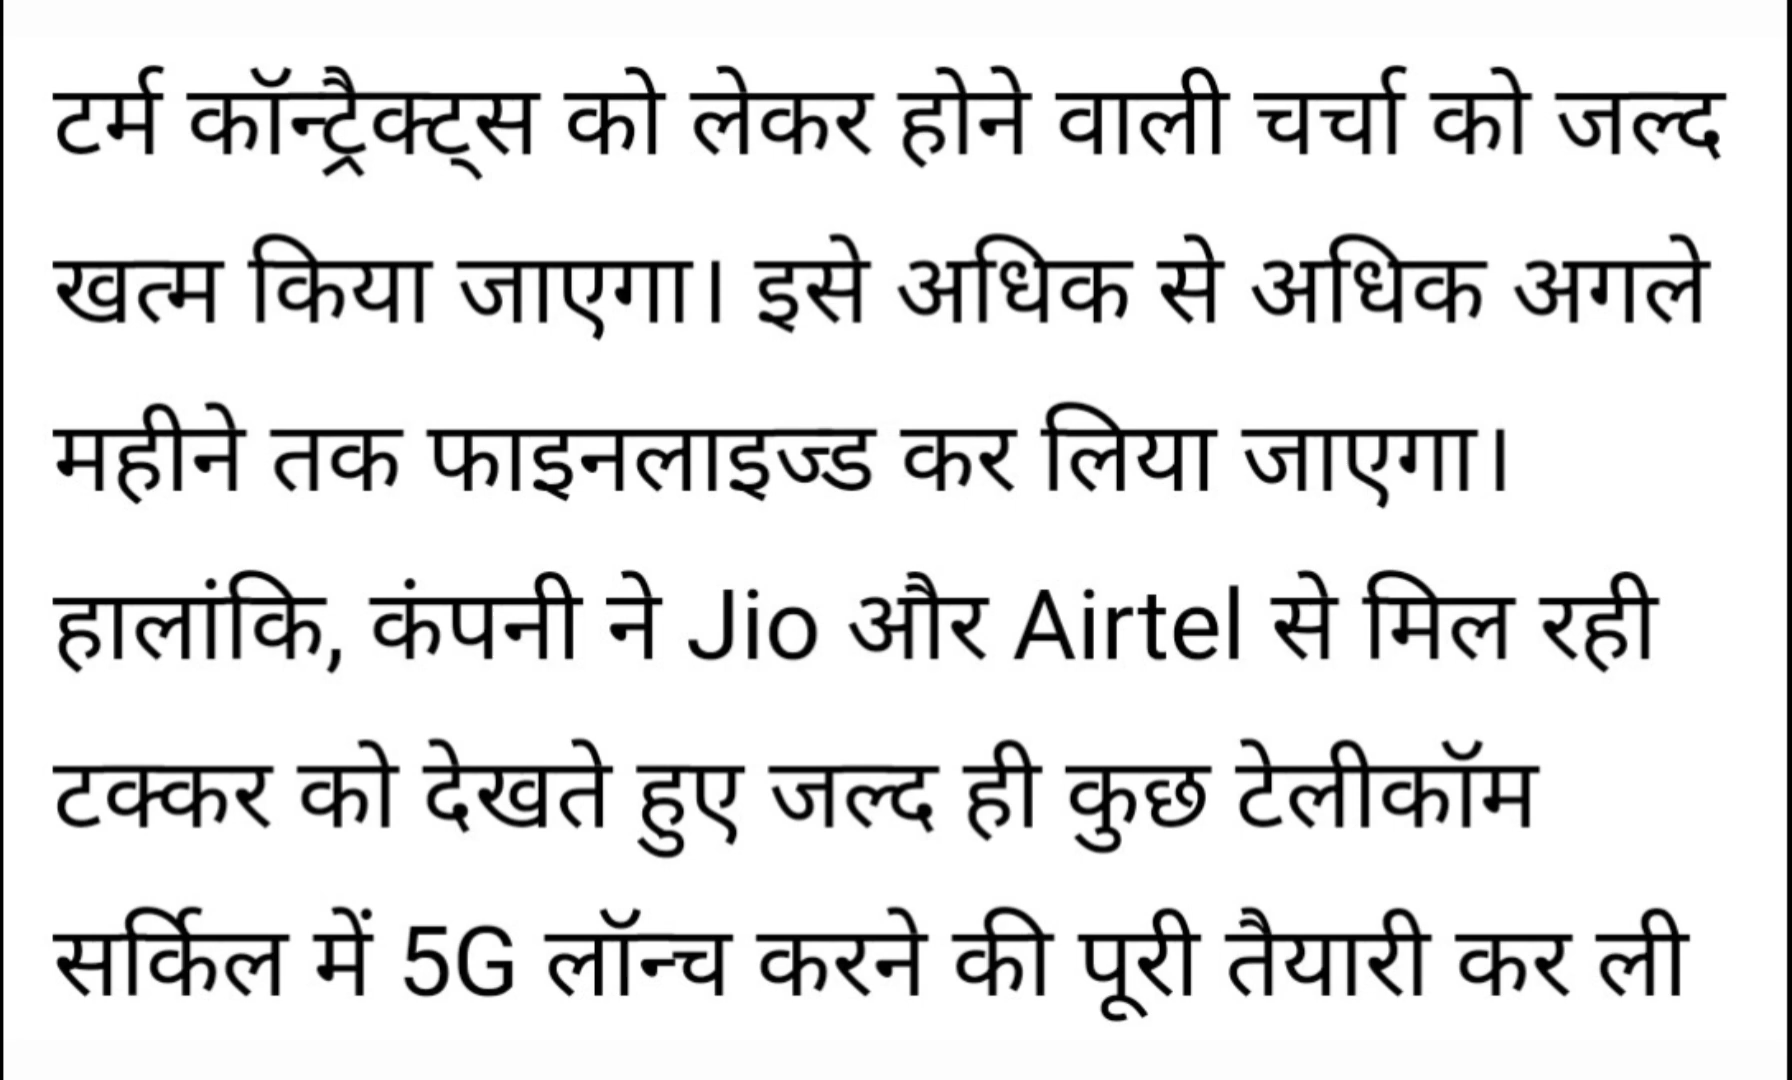 टर्म कॉन्ट्रैक्ट्स को लेकर होने वाली चर्चा को जल्द
खत्म किया जाएगा। इसे अधिक से अधिक अगले
महीने तक फाइनलाइज्ड कर लिया जाएगा।
हालांकि, कंपनी ने Jio और Airtel से मिल रही
टक्कर को देखते हुए जल्द ही कुछ टेलीकॉम
सर्किल में 5G लॉन्च करने की पूरी तैयारी कर ली